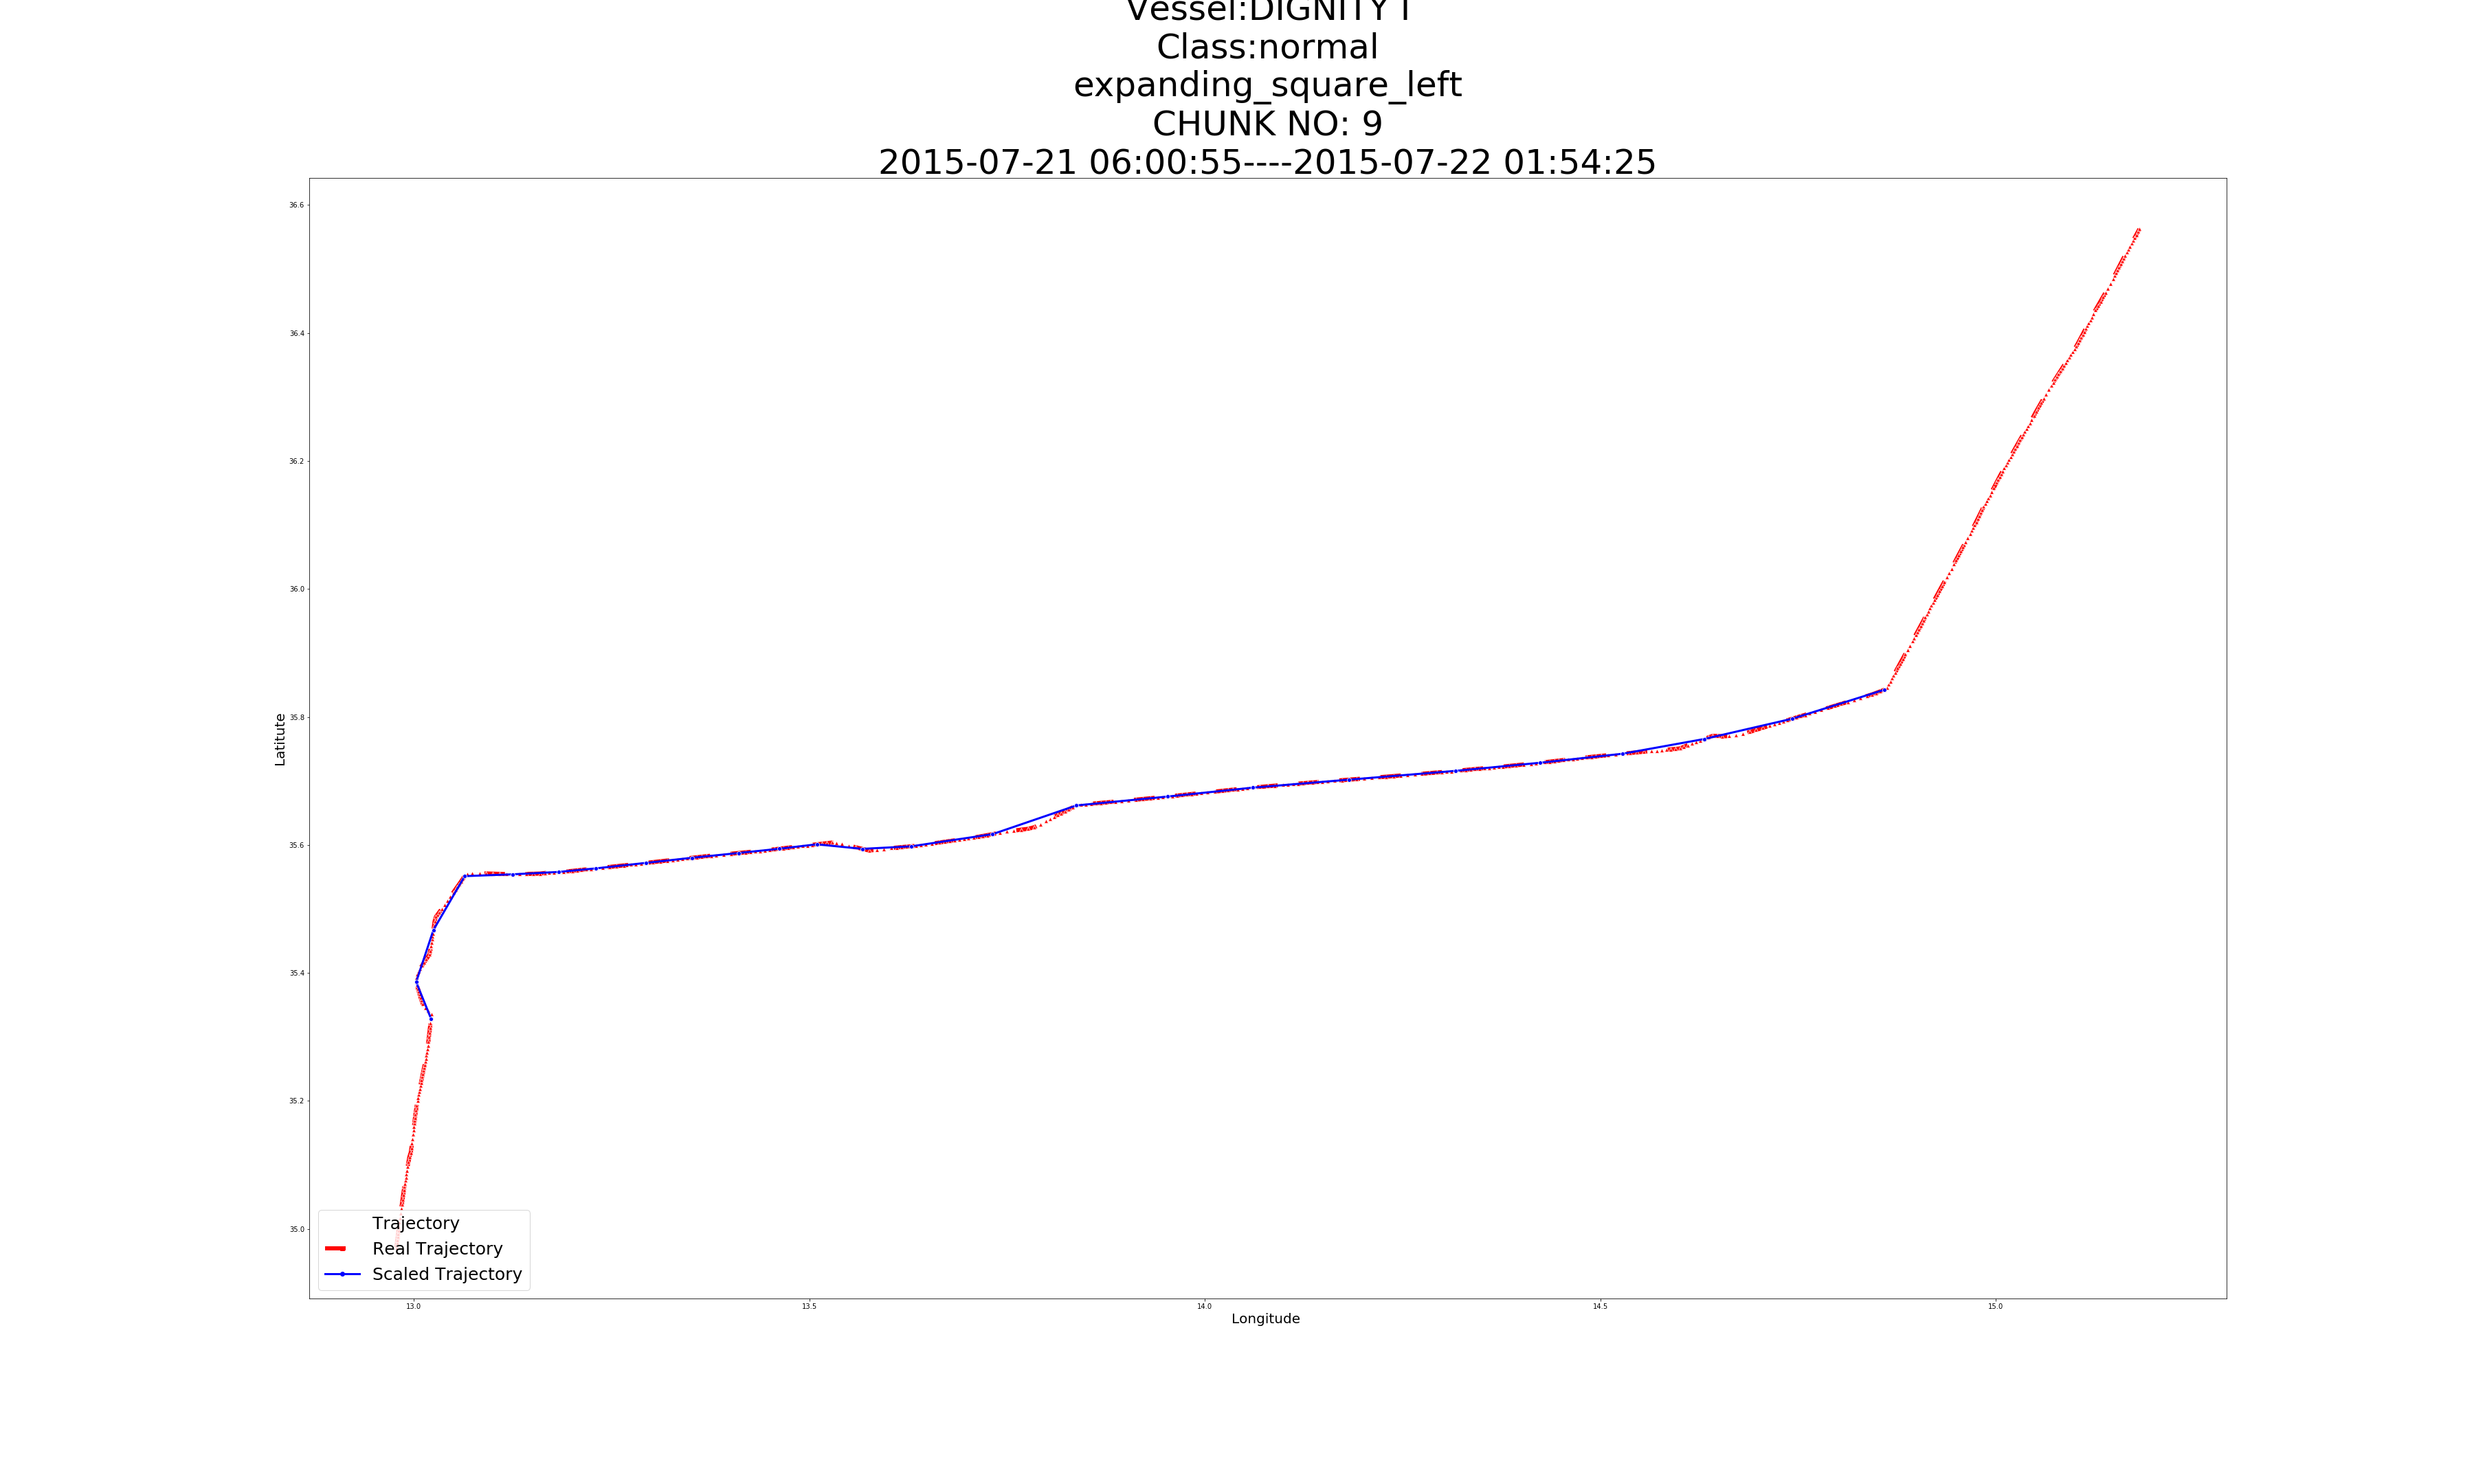 Vessel:DIGNITY I
Class:normal
expanding_square_left
CHUNK NO: 9
2015-07-21 06:00:55----2015-07-22 01:54:25
36.6
36.4
36.2
36.0
35.8
35.6
35.4
35.2
35.0
Latitute
Trajectory
Real Trajectory
Scaled Trajectory
13.0
13.5
14.0
14.5
15.0
Longitude